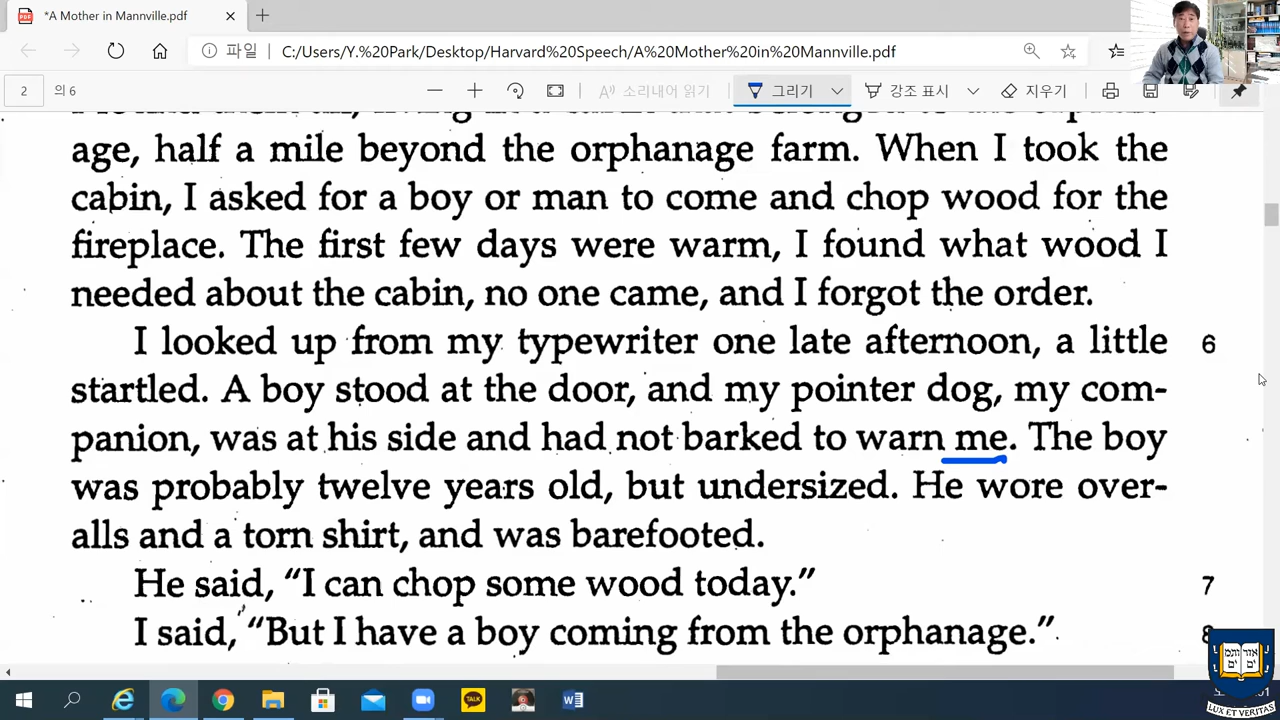 *A Mother in Mannville.pdf
파일 C:/Users/Y.%20Park/Desktop/Harvard%20Speech/A%20Mother%20in%20Mannville.pdf
2 의 6 소리내어 읽기 그리기 강조 표시 지우기
age, half a mile beyond the orphanage farm. When I took the
cabin, I asked for a boy or man to come and chop wood for the
fireplace. The first few days were warm, I found what wood I
needed about the cabin, no one came, and I forgot the order.
I looked up from my typewriter one late afternoon, a little 6
startled. A boy stood at the door, and my pointer dog, my com-
panion, was at his side and had not barked to warn me. The boy
was probably twelve years old, but undersized. He wore over-
alls and a torn shirt, and was barefooted.
He said, “I can chop some wood today.” 7
I said, “But I have a boy coming from the orphanage.”
TALK
LUX ET VERITAS